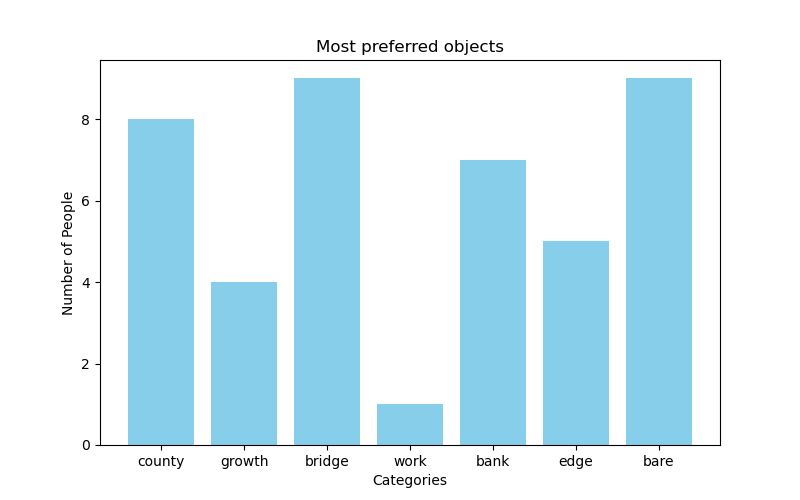 Most preferred objects
Number of People
8
6
4
2
0
county growth bridge work bank edge bare
Categories